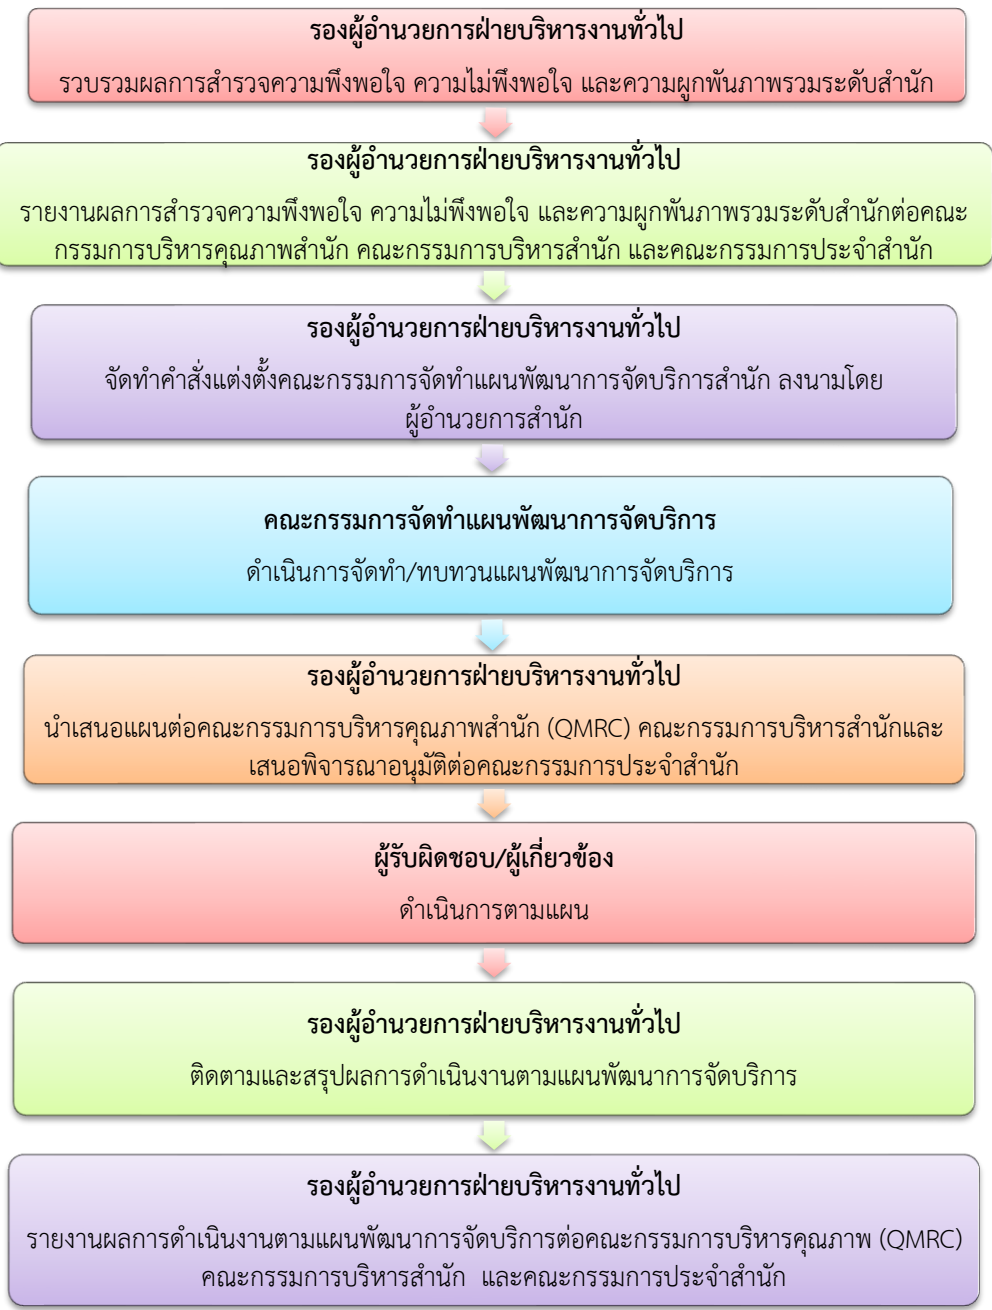 รองผู้อำนวยการฝ่ายบริหารงานทั่วไป
รวบรวมผลการสำรวจความพึงพอใจ ความไม่พึงพอใจ และความผูกพันภาพรวมระดับสำนัก
รองผู้อำนวยการฝ่ายบริหารงานทั่วไป
รายงานผลการสำรวจความพึงพอใจ ความไม่พึงพอใจ และความผูกพันภาพรวมระดับสำนักต่อคณะ
กรรมการบริหารคุณภาพสำนัก คณะกรรมการบริหารสำนัก และคณะกรรมการประจำสำนัก
รองผู้อำนวยการฝ่ายบริหารงานทั่วไป
จัดทำคำสั่งแต่งตั้งคณะกรรมการจัดทำแผนพัฒนาการจัดบริการสำนัก ลงนามโดย
ผู้อำนวยการสำนัก
คณะกรรมการจัดทำแผนพัฒนาการจัดบริการ
ดำเนินการจัดทำ/ทบทวนแผนพัฒนาการจัดบริการ
รองผู้อำนวยการฝ่ายบริหารงานทั่วไป
นำเสนอแผนต่อคณะกรรมการบริหารคุณภาพสำนัก (QMRC) คณะกรรมการบริหารสำนักและ
เสนอพิจารณาอนุมัติต่อคณะกรรมการประจำสำนัก
ผู้รับผิดชอบ/ผู้เกี่ยวข้อง
ดำเนินการตามแผน
รองผู้อำนวยการฝ่ายบริหารงานทั่วไป
ติดตามและสรุปผลการดำเนินงานตามแผนพัฒนาการจัดบริการ
รองผู้อำนวยการฝ่ายบริหารงานทั่วไป
รายงานผลการดำเนินงานตามแผนพัฒนาการจัดบริการต่อคณะกรรมการบริหารคุณภาพ (QMRC)
คณะกรรมการบริหารสำนัก และคณะกรรมการประจำสำนัก